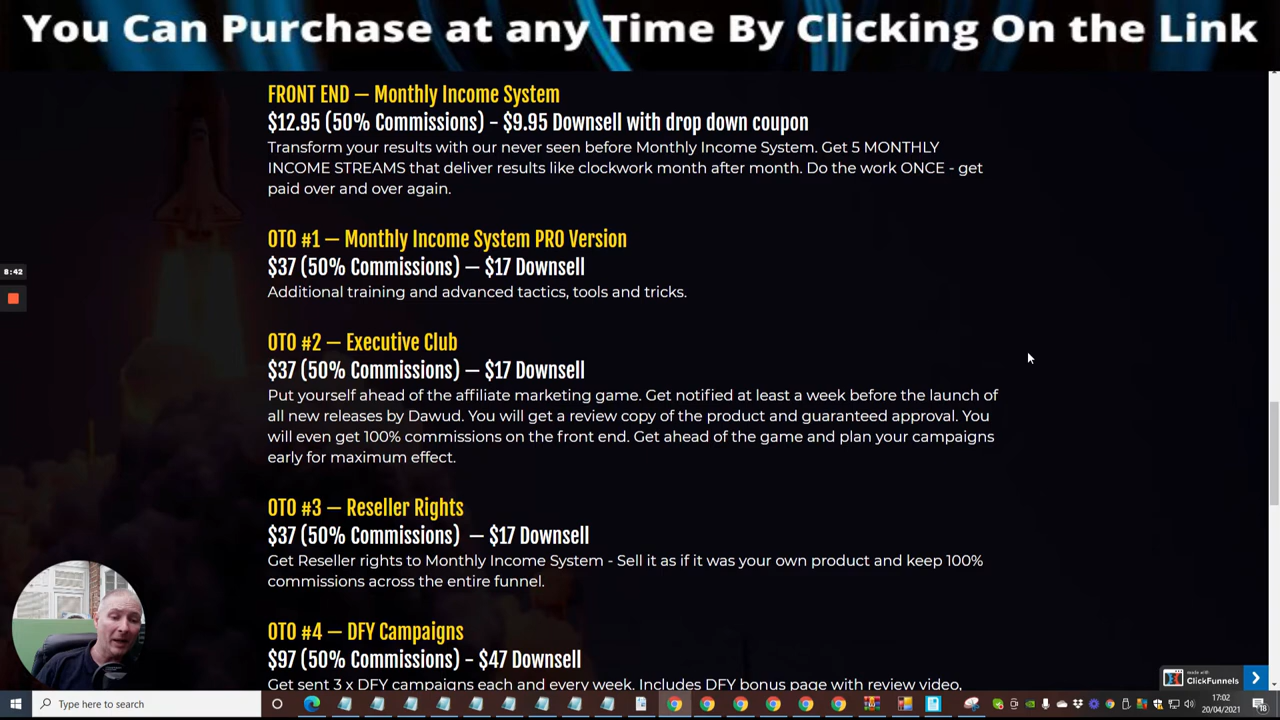 You Can Purchase at any Time By Clicking On the Link
FRONT END — Monthly Income System
$12.95 (50% Commissions) - $9.95 Downsell with drop down coupon
Transform your results with our never seen before Monthly Income System. Get 5 MONTHLY
INCOME STREAMS that deliver results like clockwork month after month. Do the work ONCE - get
paid over and over again.
OTO #1 — Monthly Income System PRO Version
$37 (50% Commissions) — $17 Downsell
8:42
Additional training and advanced tactics, tools and tricks.
OTO #2 — Executive Club
$37 (50% Commissions) — $17 Downsell
Put yourself ahead of the affiliate marketing game. Get notified at least a week before the launch of
all new releases by Dawud. You will get a review copy of the product and guaranteed approval. You
will even get 100% commissions on the front end. Get ahead of the game and plan your campaigns
early for maximum effect.
OTO #3 — Reseller Rights
$37 (50% Commissions) — $17 Downsell
Get Reseller rights to Monthly Income System - Sell it as if it was your own product and keep 100%
commissions across the entire funnel.
OTO #4 — DFY Campaigns
$97 (50% Commissions) - $47 Downsell
Get sent 3 x DFY campaigns each and every week. Includes DFY bonus page with review video,
made with
ClickFunnels
Type here to search
17:02
20/04/2021
18